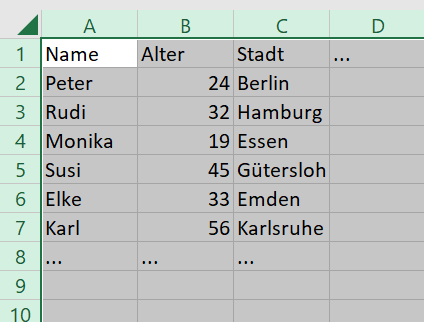 A B C D
1 Name Alter Stadt ...
2 Peter 24 Berlin
3 Rudi 32 Hamburg
4 Monika 19 Essen
5 Susi 45 Gütersloh
6 Elke 33 Emden
7 Karl 56 Karlsruhe
8 ... ... ...
9
10